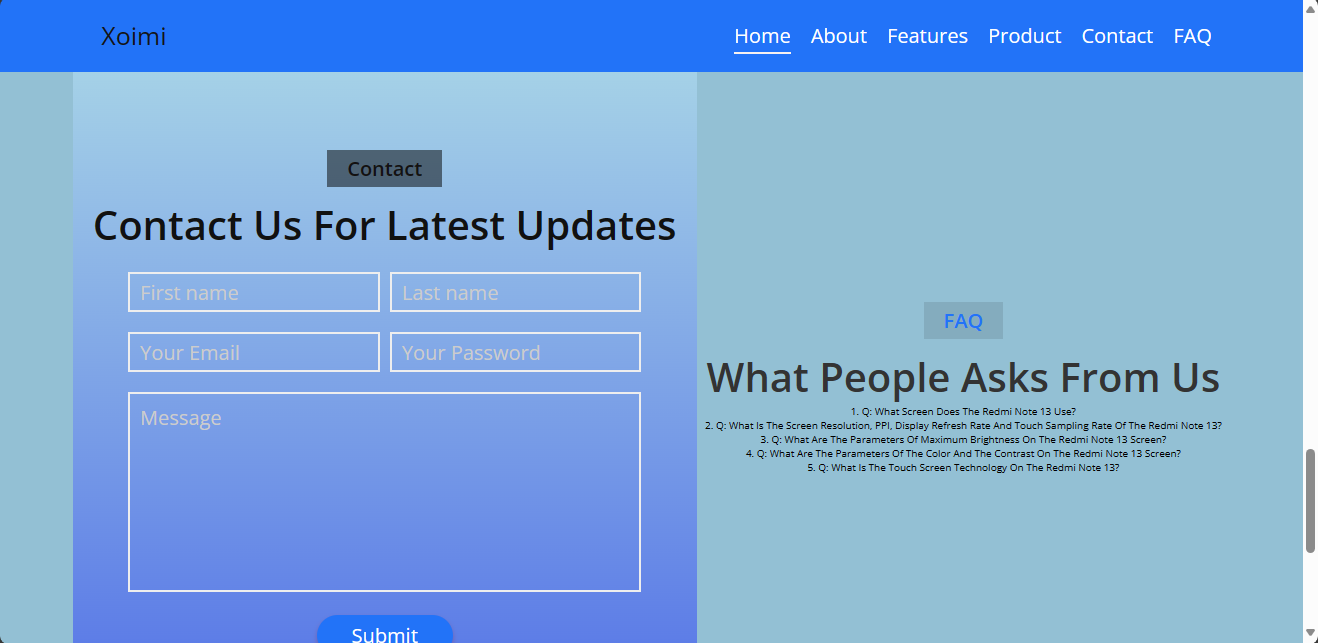 Xoimi
Home About Features Product Contact FAQ
Contact
Contact Us For Latest Updates
First name Last name
Your Email Your Password
Message
Submit
FAQ
What People Asks From Us
1. Q: What Screen Does The Redmi Note 13 Use?
2. Q: What Is The Screen Resolution, PPI, Display Refresh Rate And Touch Sampling Rate Of The Redmi Note 13?
3. Q: What Are The Parameters Of Maximum Brightness On The Redmi Note 13 Screen?
4. Q: What Are The Parameters Of The Color And The Contrast On The Redmi Note 13 Screen?
5. Q: What Is The Touch Screen Technology On The Redmi Note 13?